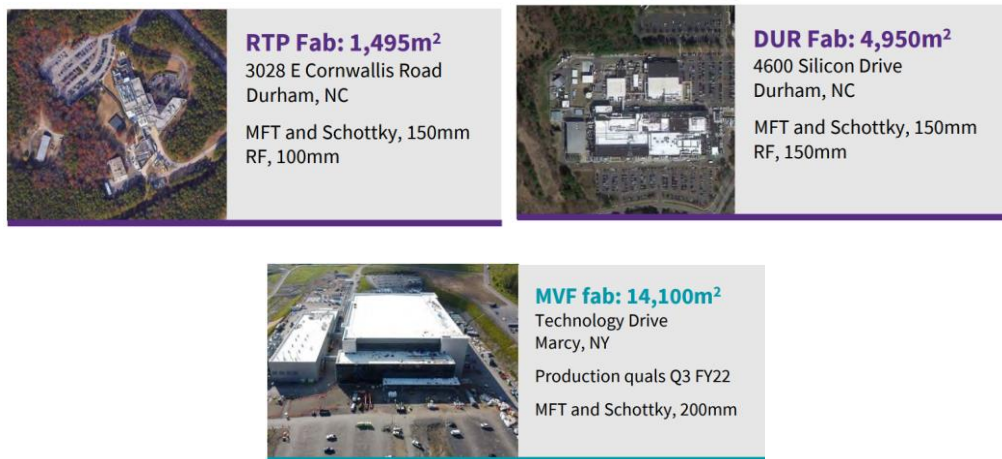 RTP Fab: 1,495m²
3028 E Cornwallis Road
Durham, NC
MFT and Schottky, 150mm
RF, 100mm
DUR Fab: 4,950m²
4600 Silicon Drive
Durham, NC
MFT and Schottky, 150mm
RF, 150mm
MVF fab: 14,100m²
Technology Drive
Marcy, NY
Production quals Q3 FY22
MFT and Schottky, 200mm